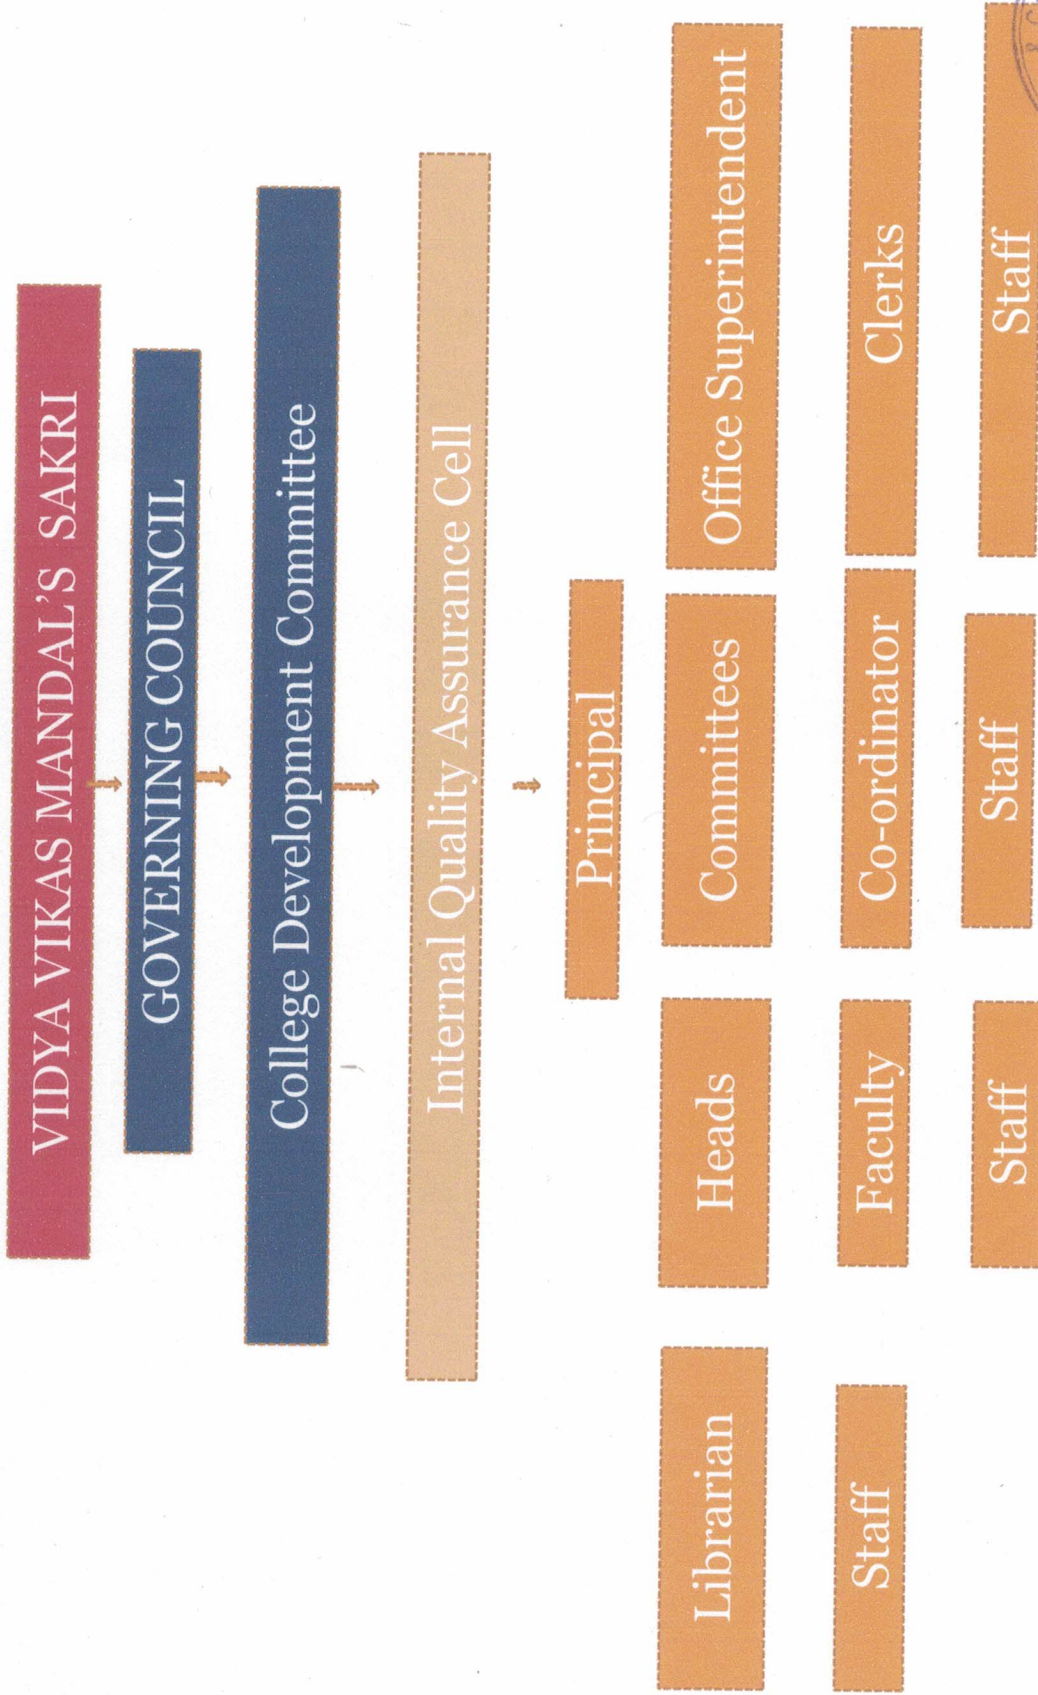 VIDYA VIKAS MANDAL'S SAKRI
GOVERNING COUNCIL
College Development Committee
Internal Quality Assurance Cell
Principal
Librarian
Heads
Committees
Office Superintendent
Staff
Faculty
Co-ordinator
Clerks
Staff
Staff
Staff